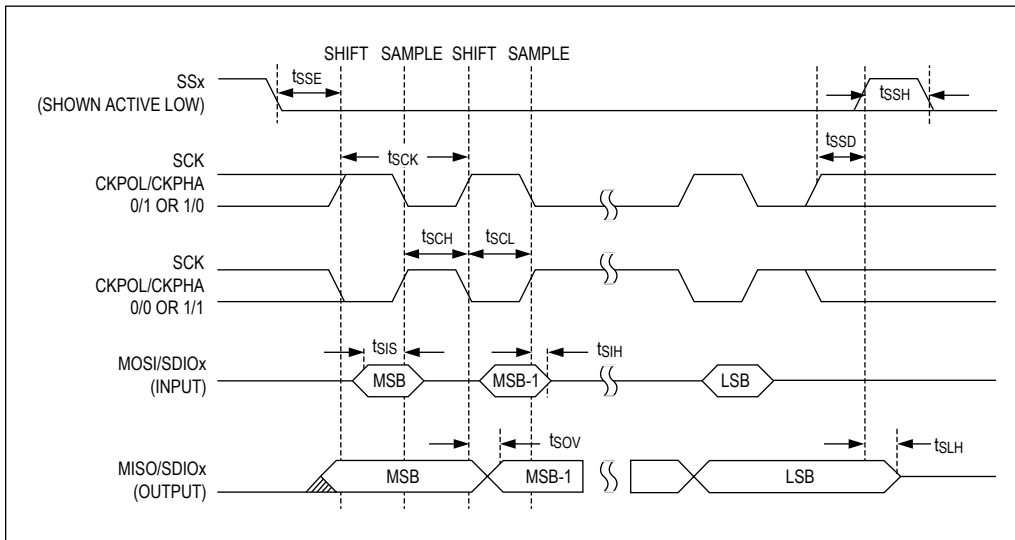 SHIFT SAMPLE SHIFT SAMPLE
SSx
(SHOWN ACTIVE LOW)
tSSE
tSSH
tSSD
SCK
CKPOL/CKPHA
0/1 OR 1/0
tSCK
tSCH
tSCL
SCK
CKPOL/CKPHA
0/0 OR 1/1
tSIS
tSIH
MOSI/SDIOx
(INPUT)
MSB MSB-1 LSB
tSOV
tSLH
MISO/SDIOx
(OUTPUT)
MSB MSB-1 LSB